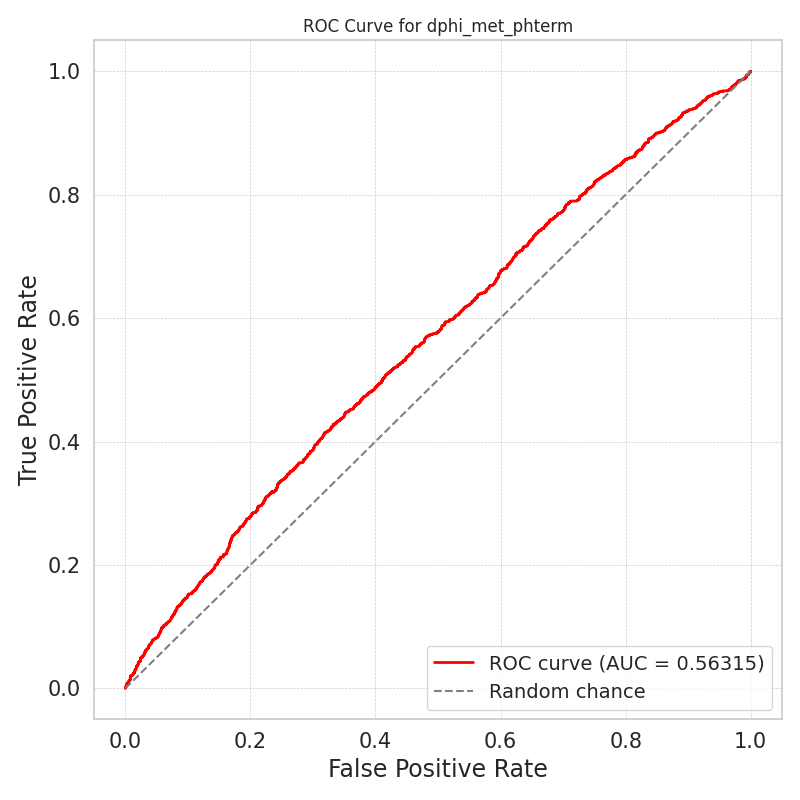 ROC Curve for dphi_met_phterm
1.0
0.8
0.6
0.4
0.2
0.0
True Positive Rate
ROC curve (AUC = 0.56315)
Random chance
0.0 0.2 0.4 0.6 0.8 1.0
False Positive Rate